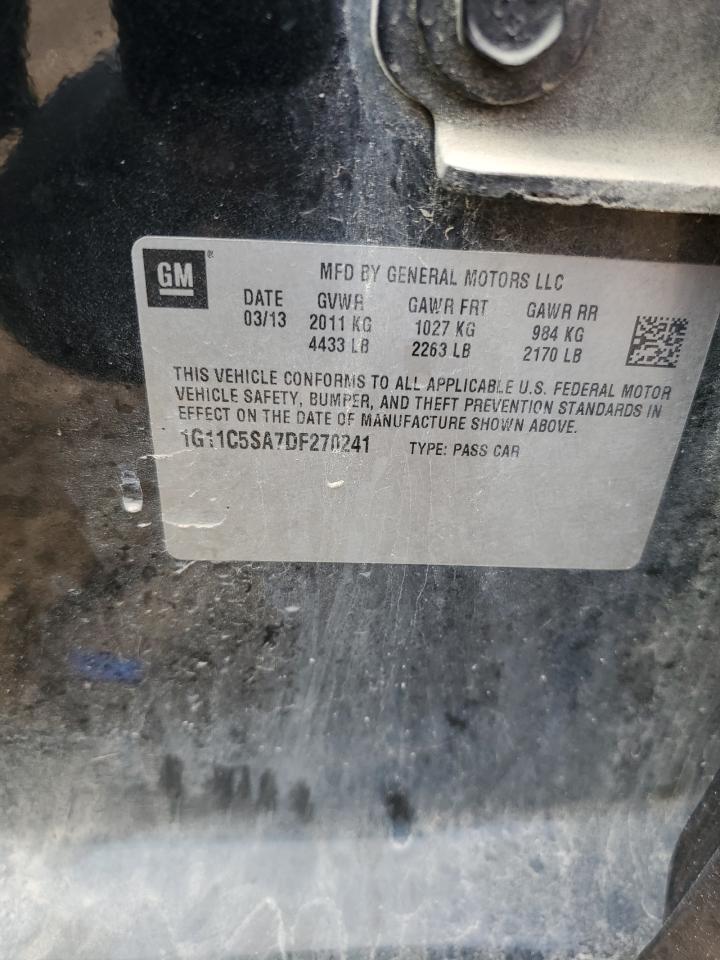 GM®
MFD BY GENERAL MOTORS LLC
DATE GVWR GAWR FRT GAWR RR
03/13 2011 KG 1027 KG 984 KG
4433 LB 2263 LB 2170 LB
THIS VEHICLE CONFORMS TO ALL APPLICABLE U.S. FEDERAL MOTOR
VEHICLE SAFETY, BUMPER, AND THEFT PREVENTION STANDARDS IN
EFFECT ON THE DATE OF MANUFACTURE SHOWN ABOVE.
1G11C5SA7DF270241 TYPE: PASS CAR